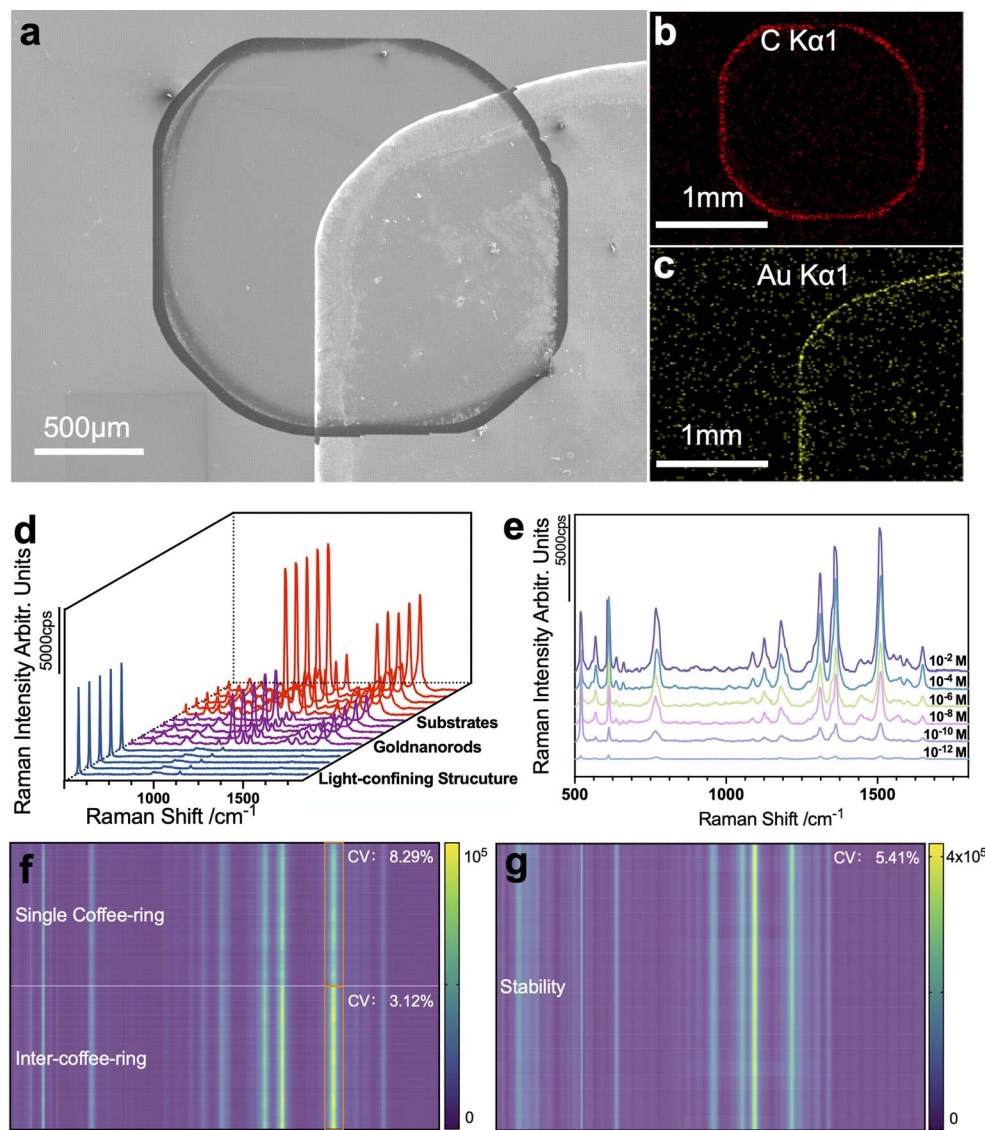 a
500μm
b
C Kα1
1mm
c
Au Kα1
1mm
d
Raman Intensity Arbitr. Units
5000cps
Substrates
Goldnanorods
Light-confining Strucuture
1000
1500
Raman Shift /cm-1
e
Raman Intensity Arbitr. Units
5000cps
10-2 M
10-4 M
10-6 M
10-8 M
10-10 M
10-12 M
500
1000
1500
Raman Shift /cm-1
f
CV: 8.29%
Single Coffee-ring
CV: 3.12%
Inter-coffee-ring
105
0
g
CV: 5.41%
Stability
4x105
0